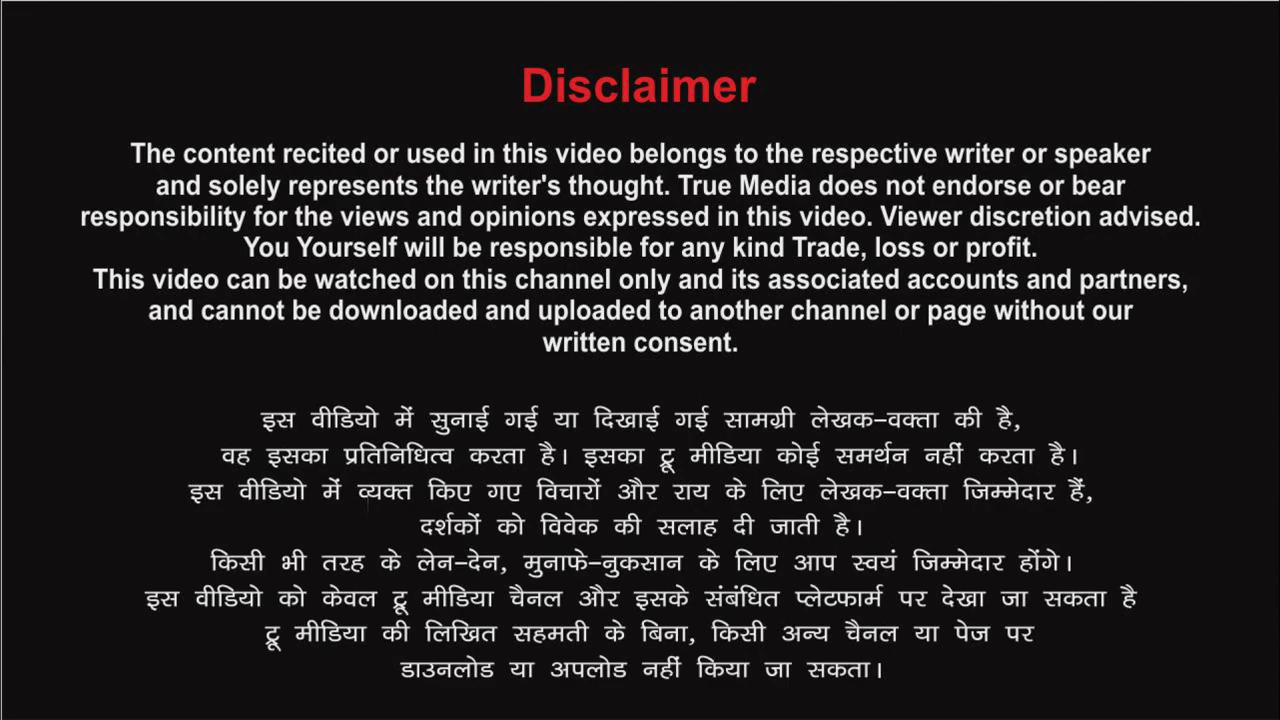 Disclaimer
The content recited or used in this video belongs to the respective writer or speaker
and solely represents the writer's thought. True Media does not endorse or bear
responsibility for the views and opinions expressed in this video. Viewer discretion advised.
You Yourself will be responsible for any kind Trade, loss or profit.
This video can be watched on this channel only and its associated accounts and partners,
and cannot be downloaded and uploaded to another channel or page without our
written consent.
इस वीडियो में सुनाई गई या दिखाई गई सामग्री लेखक–वक्ता की है,
वह इसका प्रतिनिधित्व करता है। इसका ट्रू मीडिया कोई समर्थन नहीं करता है।
इस वीडियो में व्यक्त किए गए विचारों और राय के लिए लेखक–वक्ता जिम्मेदार हैं,
दर्शकों को विवेक की सलाह दी जाती है।
किसी भी तरह के लेन–देन, मुनाफे–नुकसान के लिए आप स्वयं जिम्मेदार होंगे।
इस वीडियो को केवल ट्रू मीडिया चैनल और इसके संबंधित प्लेटफार्म पर देखा जा सकता है
ट्रू मीडिया की लिखित सहमती के बिना, किसी अन्य चैनल या पेज पर
डाउनलोड या अपलोड नहीं किया जा सकता।